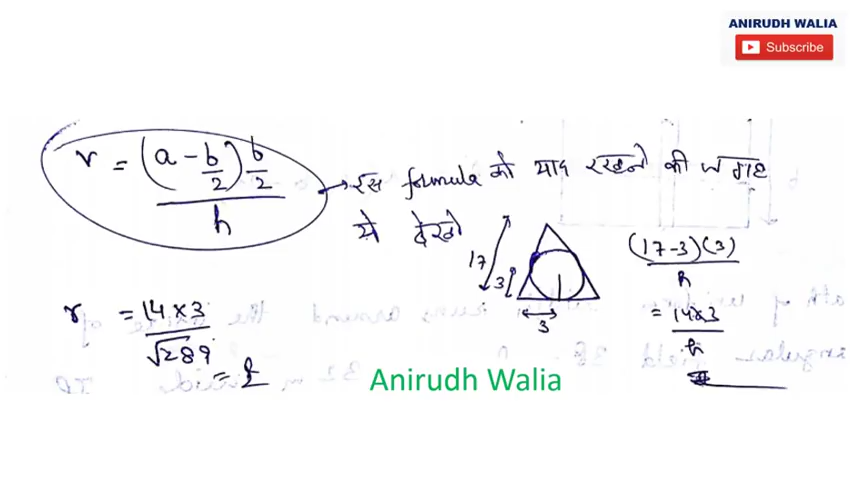 ANIRUDH WALIA
Subscribe
r = (a - b/2) b/2 / h
इस formula को याद रखने की जगह
ये देखो
17
3
3
(17-3)(3) / h
= 14×3 / h
r = 14×3 / √289
=
Anirudh Walia